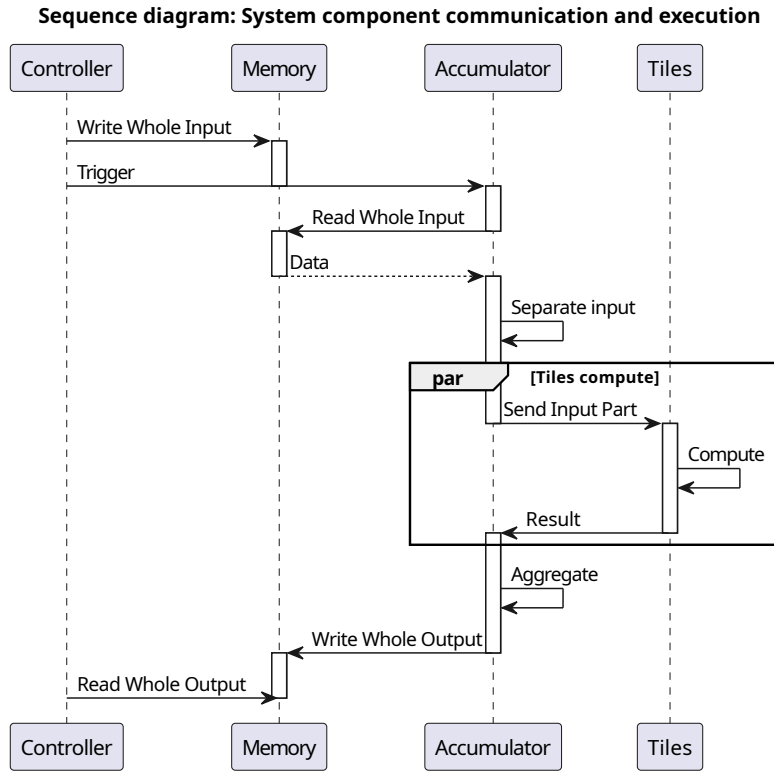 Sequence diagram: System component communication and execution
Controller
Memory
Accumulator
Tiles
Write Whole Input
Trigger
Read Whole Input
Data
Separate input
par
[Tiles compute]
Send Input Part
Compute
Result
Aggregate
Write Whole Output
Read Whole Output
Controller
Memory
Accumulator
Tiles